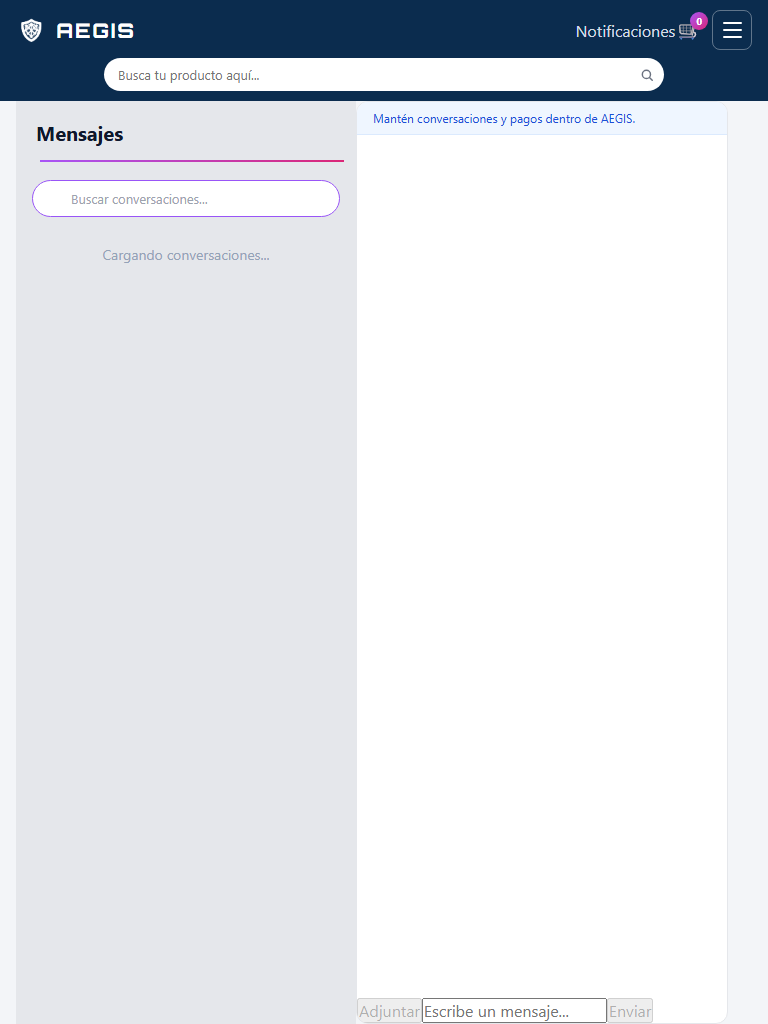 AEGIS
Notificaciones 0
Busca tu producto aquí...
Mensajes
Buscar conversaciones...
Cargando conversaciones...
Mantén conversaciones y pagos dentro de AEGIS.
Adjuntar Escribe un mensaje... Enviar